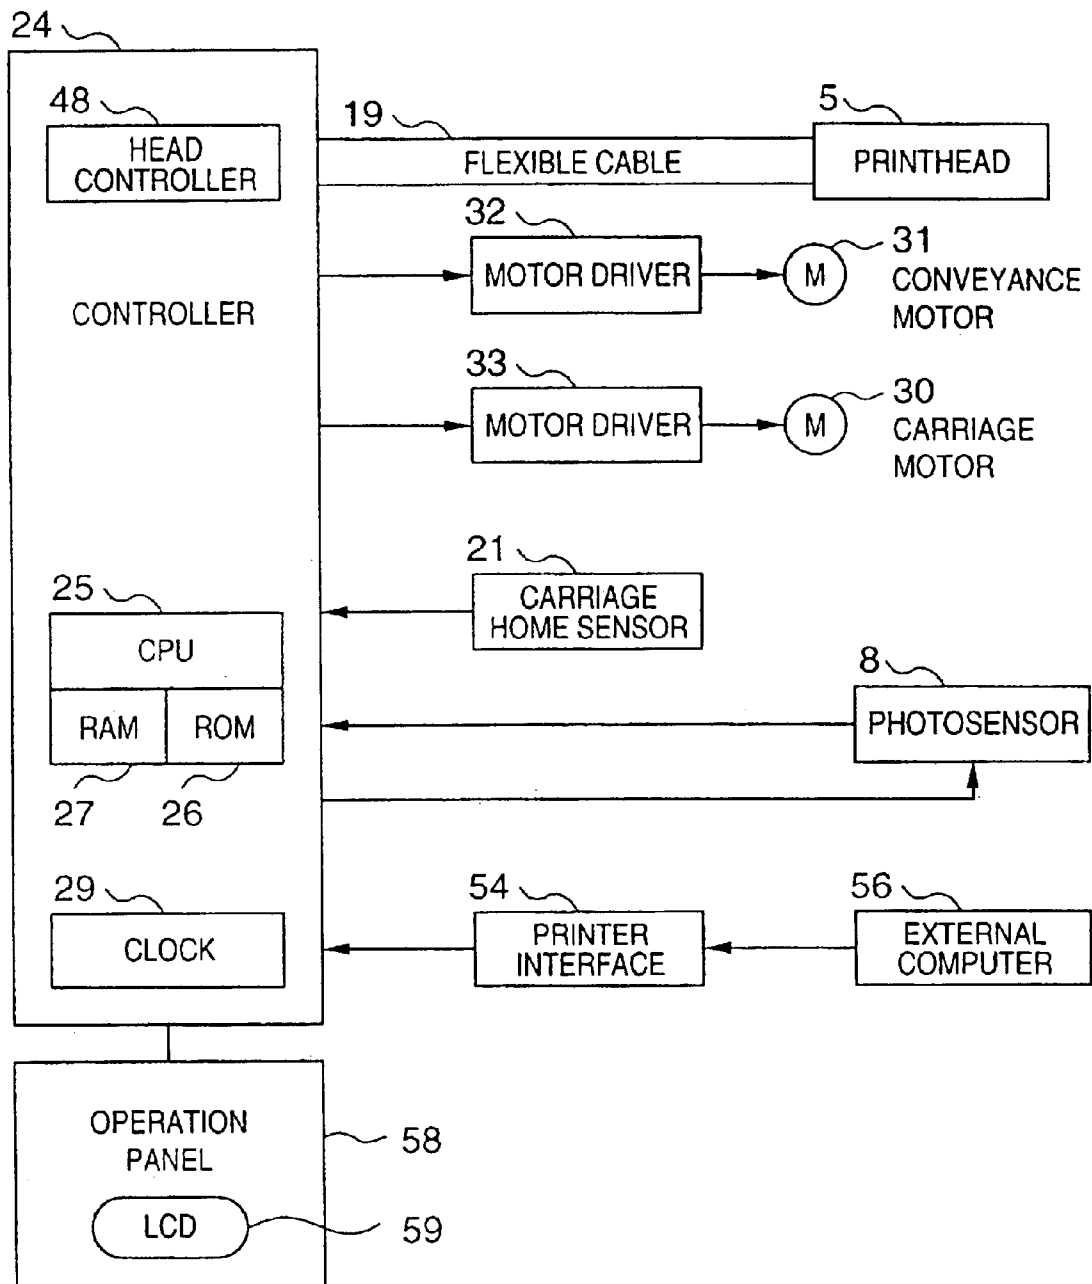 24
48
HEAD
CONTROLLER
19
FLEXIBLE CABLE
5
PRINTHEAD
CONTROLLER
32
MOTOR DRIVER
M
31
CONVEYANCE
MOTOR
33
MOTOR DRIVER
M
30
CARRIAGE
MOTOR
21
CARRIAGE
HOME SENSOR
25
CPU
RAM
ROM
27
26
8
PHOTOSENSOR
29
CLOCK
54
PRINTER
INTERFACE
56
EXTERNAL
COMPUTER
OPERATION
PANEL
58
LCD
59